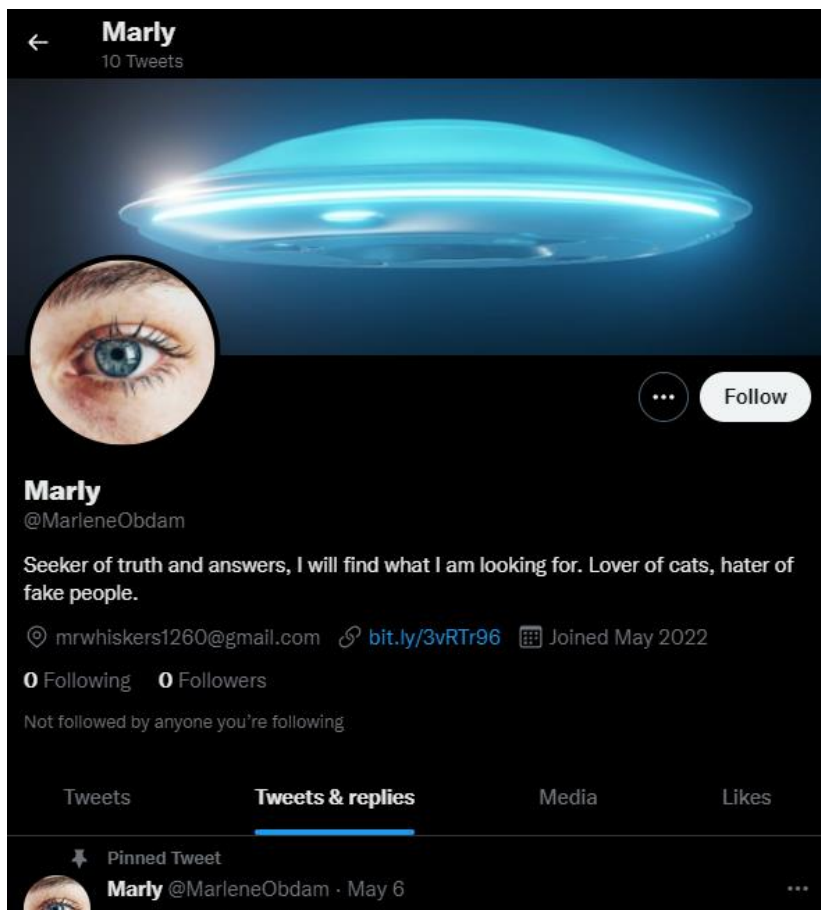 Marly
10 Tweets
Follow
Marly
@MarleneObdam
Seeker of truth and answers, I will find what I am looking for. Lover of cats, hater of
fake people.
mrwhiskers1260@gmail.com bit.ly/3vRTr96 Joined May 2022
0 Following 0 Followers
Not followed by anyone you're following
Tweets Tweets & replies Media Likes
Pinned Tweet
Marly @MarleneObdam · May 6